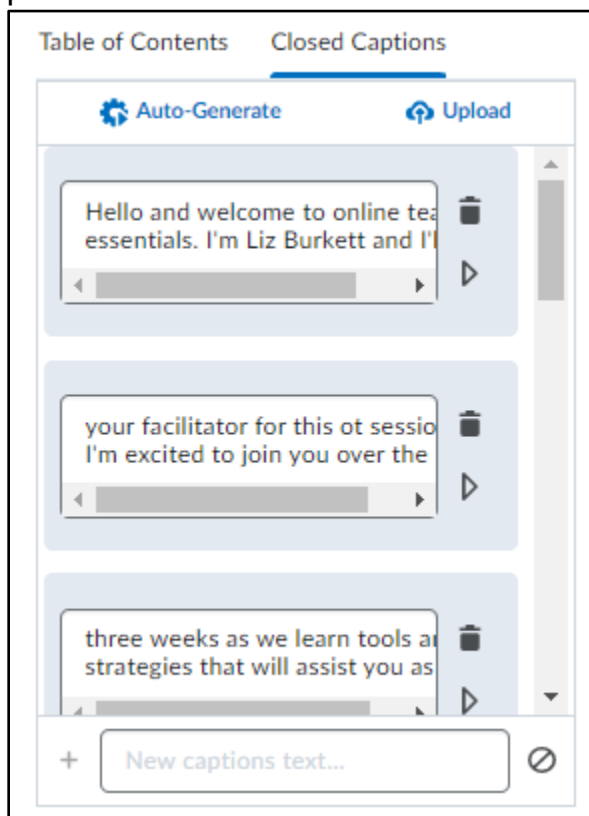 Table of Contents Closed Captions
Auto-Generate Upload
Hello and welcome to online
essentials. I'm Liz Burkett and
your facilitator for this ot
I'm excited to join you over the
three weeks as we learn tools
strategies that will assist you as
New captions text...